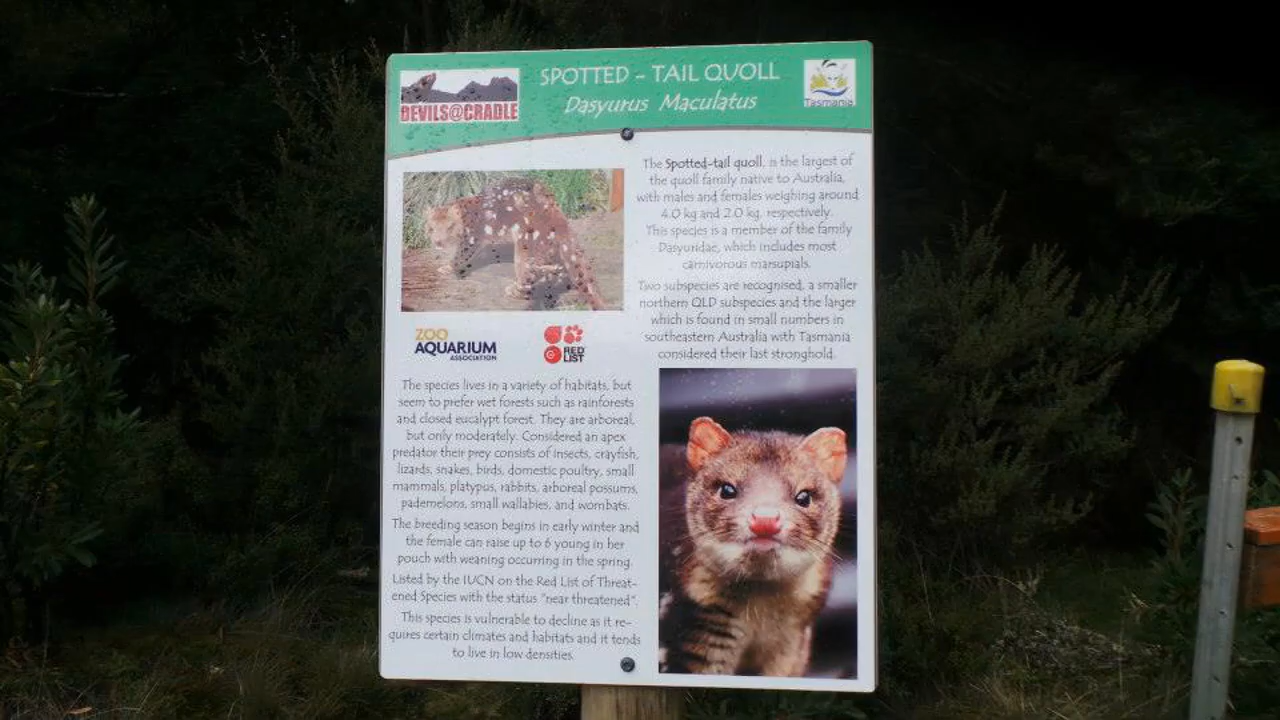 SPOTTED - TAIL QUOLL
Dasyurus Maculatus
DEVILS@CRADLE
Tasmania
The Spotted-tail quoll, is the largest of
the quoll family native to Australia,
with males and females weighing around
4.0 kg and 2.0 kg, respectively.
This species is a member of the family
Dasyuridae, which includes most
carnivorous marsupials.
Two subspecies are recognised, a smaller
northern QLD subspecies and the larger
which is found in small numbers in
southeastern Australia with Tasmania
considered their last stronghold.
ZOO
AQUARIUM
ASSOCIATION
RED
LIST
The species lives in a variety of habitats, but
seem to prefer wet forests such as rainforests
and closed eucalypt forest. They are arboreal,
but only moderately. Considered an apex
predator their prey consists of insects, crayfish,
lizards, snakes, birds, domestic poultry, small
mammals, platypus, rabbits, arboreal possums,
pademelons, small wallabies, and wombats.
The breeding season begins in early winter and
the female can raise up to 6 young in her
pouch with weaning occurring in the spring.
Listed by the IUCN on the Red List of Threat-
ened Species with the status "near threatened".
This species is vulnerable to decline as it re-
quires certain climates and habitats and it tends
to live in low densities.